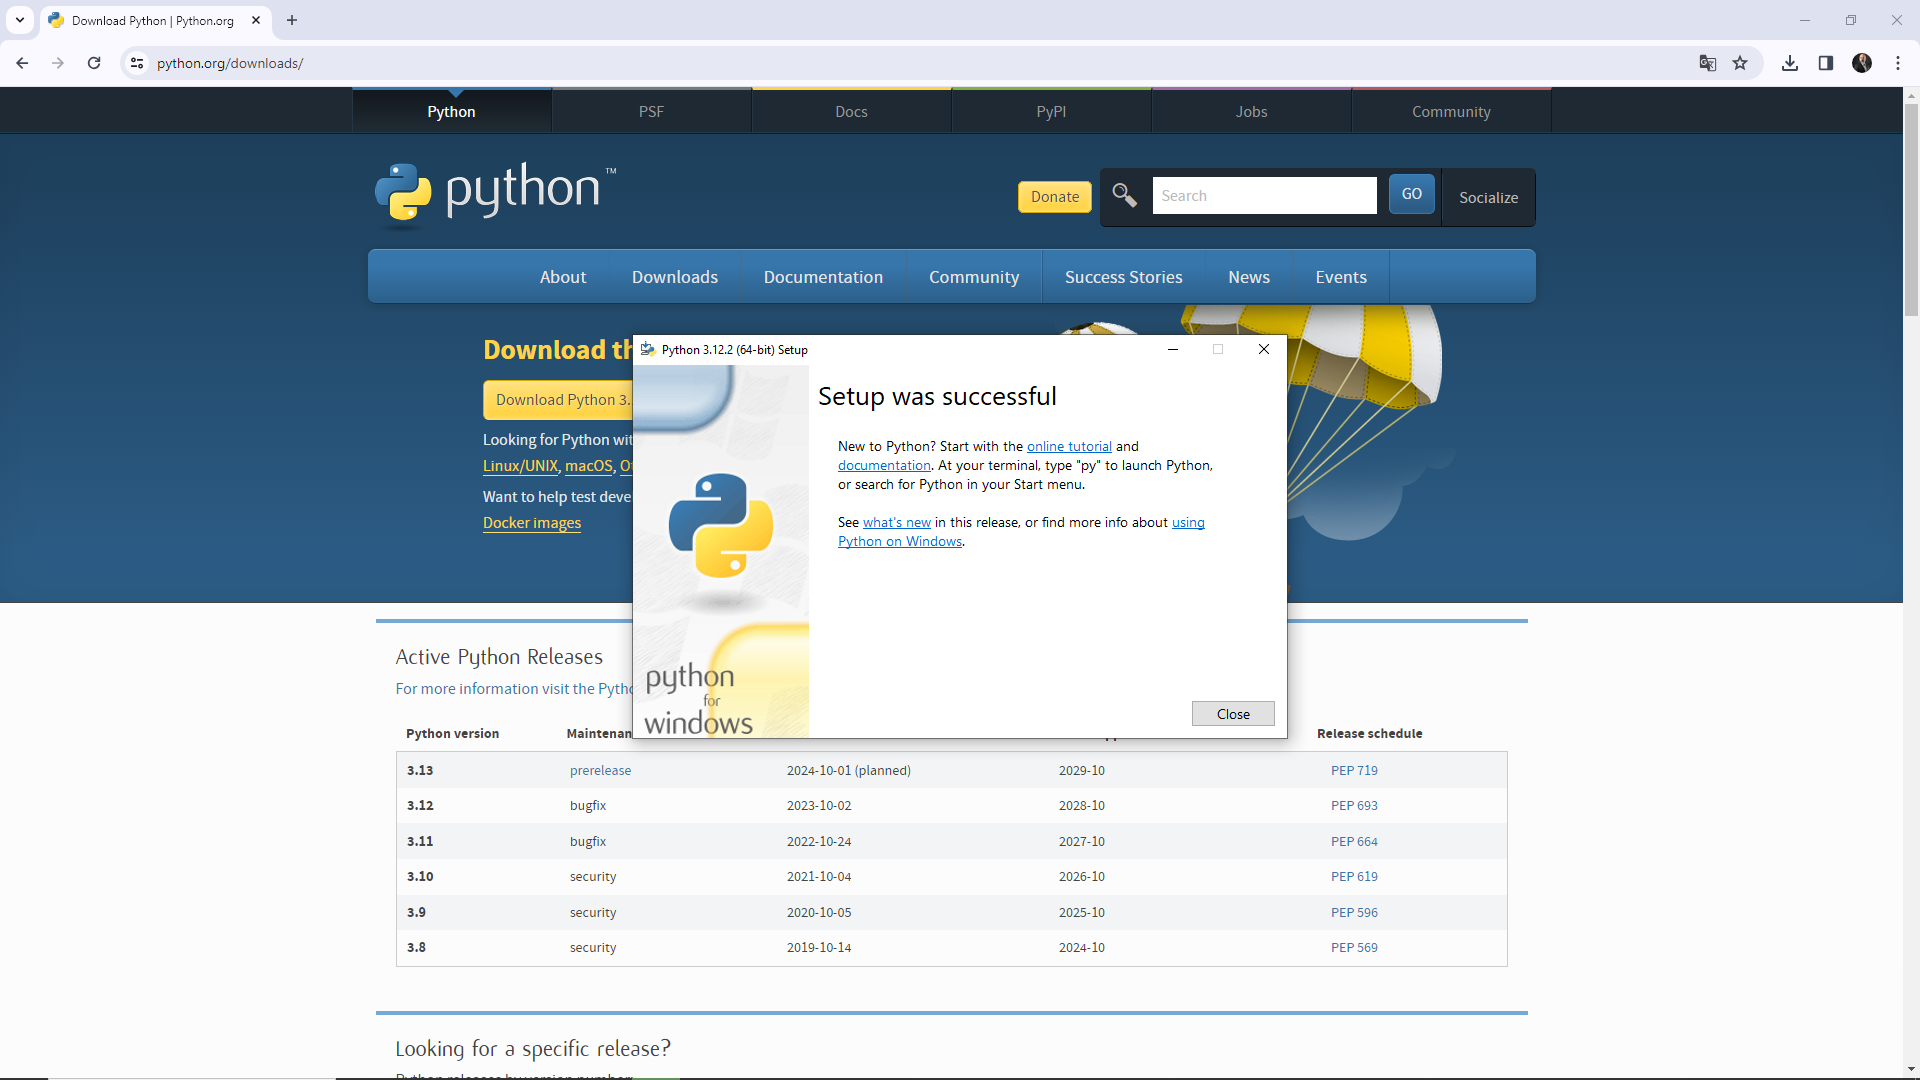 Download Python | Python.org
python.org/downloads/
Python
PSF
Docs
PyPI
Jobs
Community
python™
Donate
Search
GO
Socialize
About
Downloads
Documentation
Community
Success Stories
News
Events
Download
Download Python 3.
Looking for Python
Linux/UNIX, macOS,
Want to help test
Docker images
Python 3.12.2 (64-bit) Setup
Setup was successful
New to Python? Start with the online tutorial and
documentation. At your terminal, type "py" to launch Python,
or search for Python in your Start menu.
See what's new in this release, or find more info about using
Python on Windows.
python
for
windows
Close
Active Python Releases
For more information visit the
Python version
Release schedule
3.13 prerelease 2024-10-01 (planned) 2029-10 PEP 719
3.12 bugfix 2023-10-02 2028-10 PEP 693
3.11 bugfix 2022-10-24 2027-10 PEP 664
3.10 security 2021-10-04 2026-10 PEP 619
3.9 security 2020-10-05 2025-10 PEP 596
3.8 security 2019-10-14 2024-10 PEP 569
Looking for a specific release?